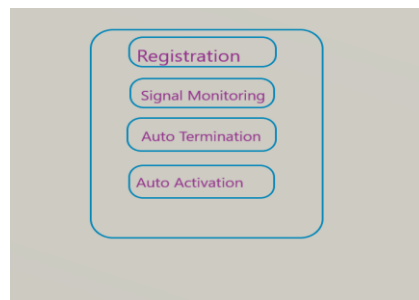 Registration
Signal Monitoring
Auto Termination
Auto Activation